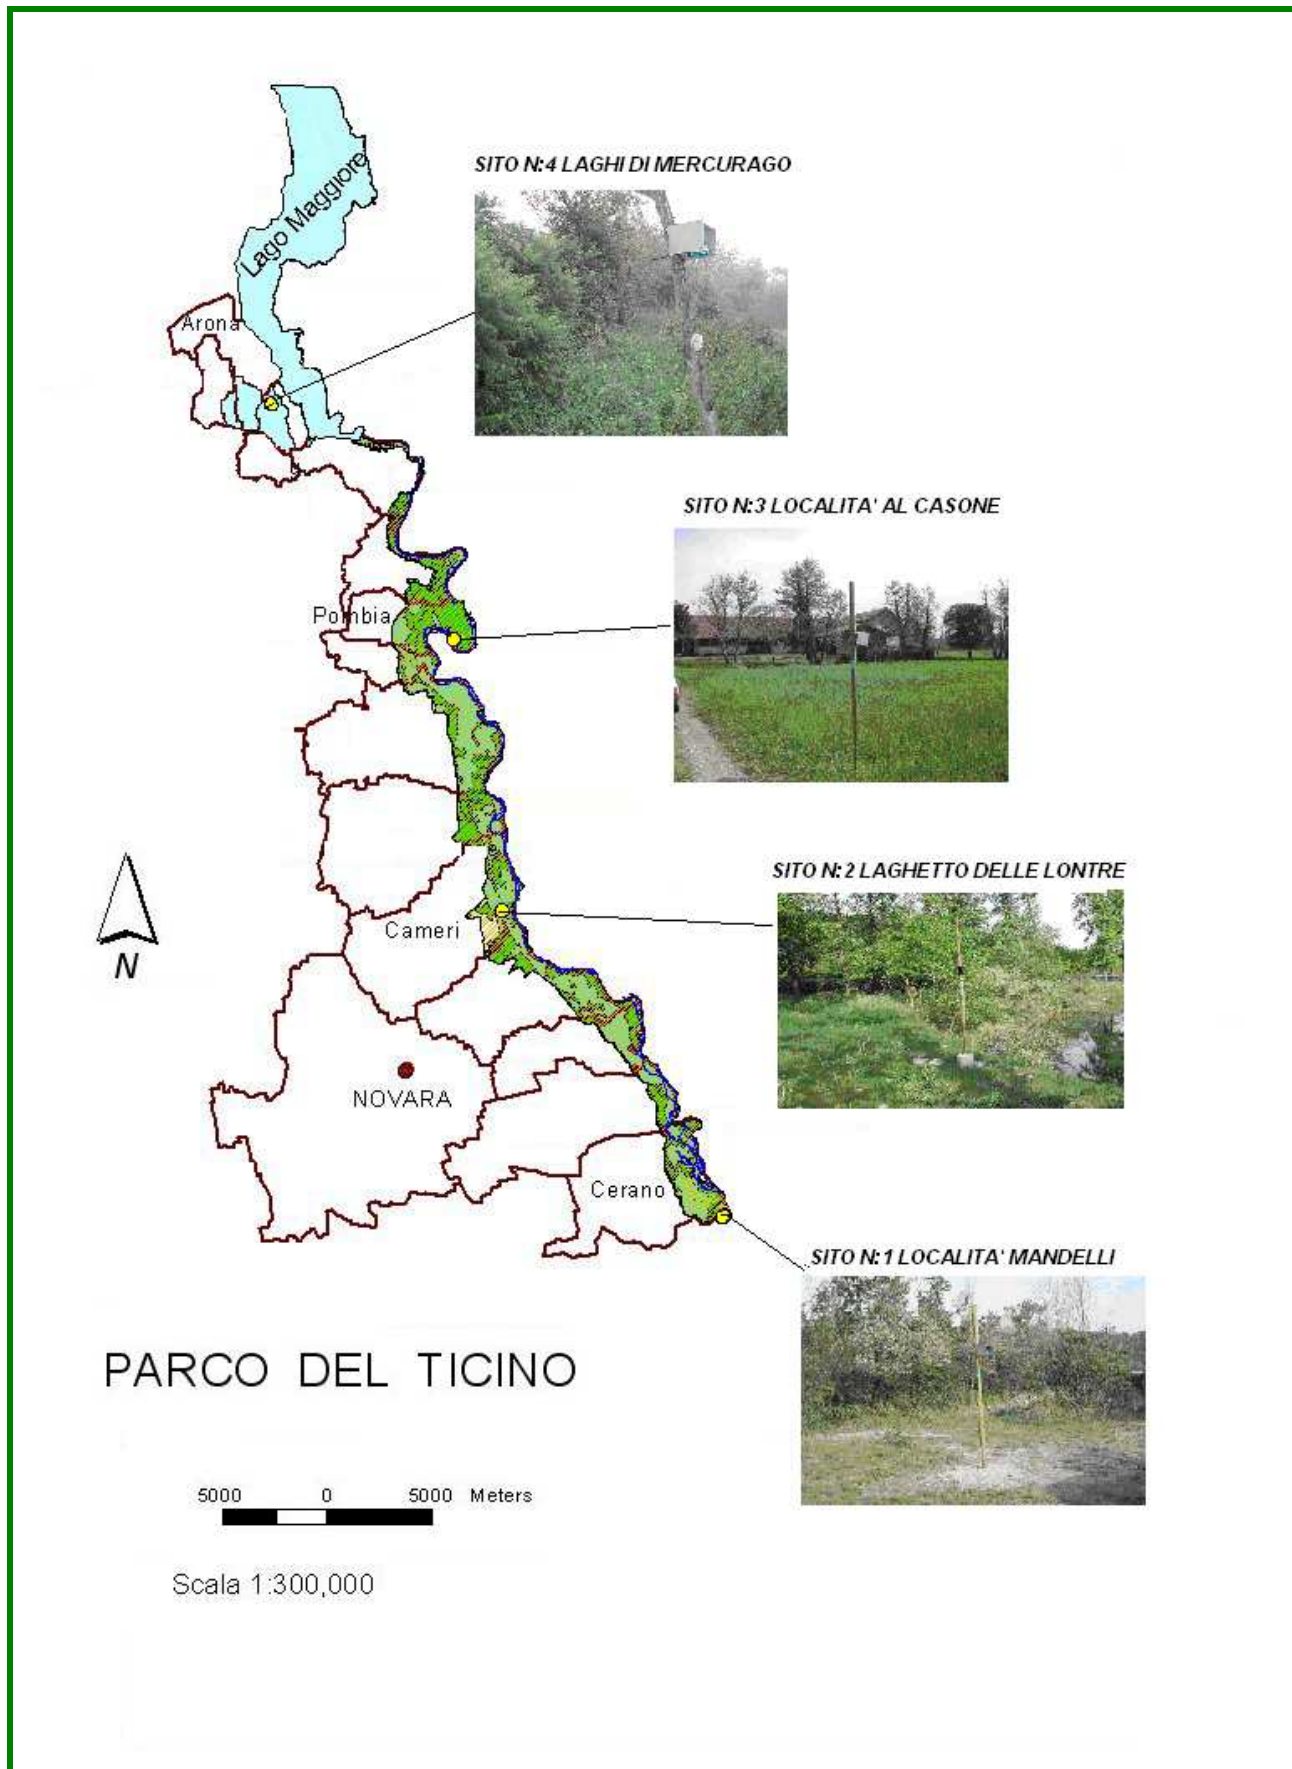 SITO N:4 LAGHI DI MERCURAGO
Lago Maggiore
Arona
SITO N:3 LOCALITA' AL CASONE
Pombia
SITO N:2 LAGHETTO DELLE LONTRE
Cameri
N
NOVARA
Cerano
SITO N:1 LOCALITA' MANDELLI
PARCO DEL TICINO
5000 0 5000 Meters
Scala 1:300,000